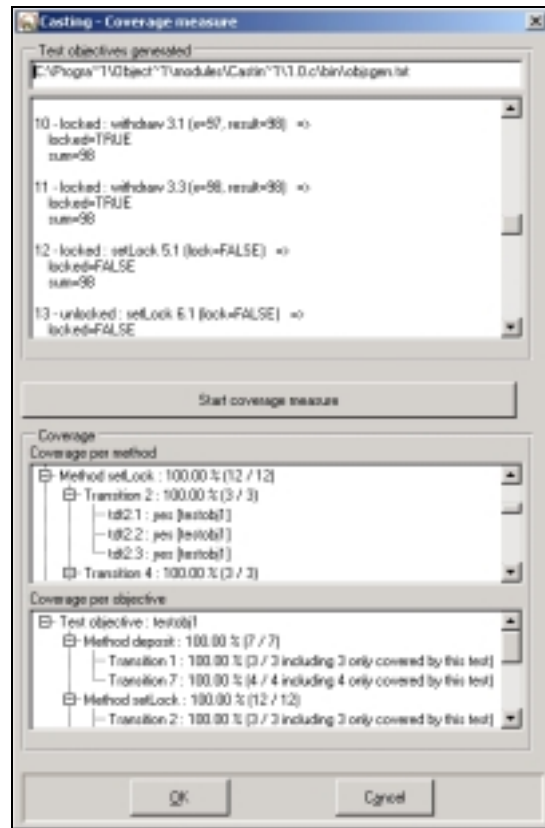 Casting - Coverage measure
Test objectives generated
C:\Progra~1\Object~1\modules\Castin~1\1.0.c\bin\objsgen.txt
10 - locked : withdraw 3.1 (e=97, result=98) =>
locked=TRUE
sum=98
11 - locked : withdraw 3.3 (e=98, result=98) =>
locked=TRUE
sum=98
12 - locked : setLock 5.1 (lock=FALSE) =>
locked=FALSE
sum=98
13 - unlocked : setLock 6.1 (lock=FALSE) =>
locked=FALSE
Start coverage measure
Coverage
Coverage per method
Method setLock : 100.00 % (12 / 12)
Transition 2 : 100.00 % (3 / 3)
tdt2.1 : yes [testobj1]
tdt2.2 : yes [testobj1]
tdt2.3 : yes [testobj1]
Transition 4 : 100.00 % (3 / 3)
Coverage per objective
Test objective : testobj1
Method deposit : 100.00 % (7 / 7)
Transition 1 : 100.00 % (3 / 3 including 3 only covered by this test)
Transition 7 : 100.00 % (4 / 4 including 4 only covered by this test)
Method setLock : 100.00 % (12 / 12)
Transition 2 : 100.00 % (3 / 3 including 3 only covered by this test)
OK
Cancel